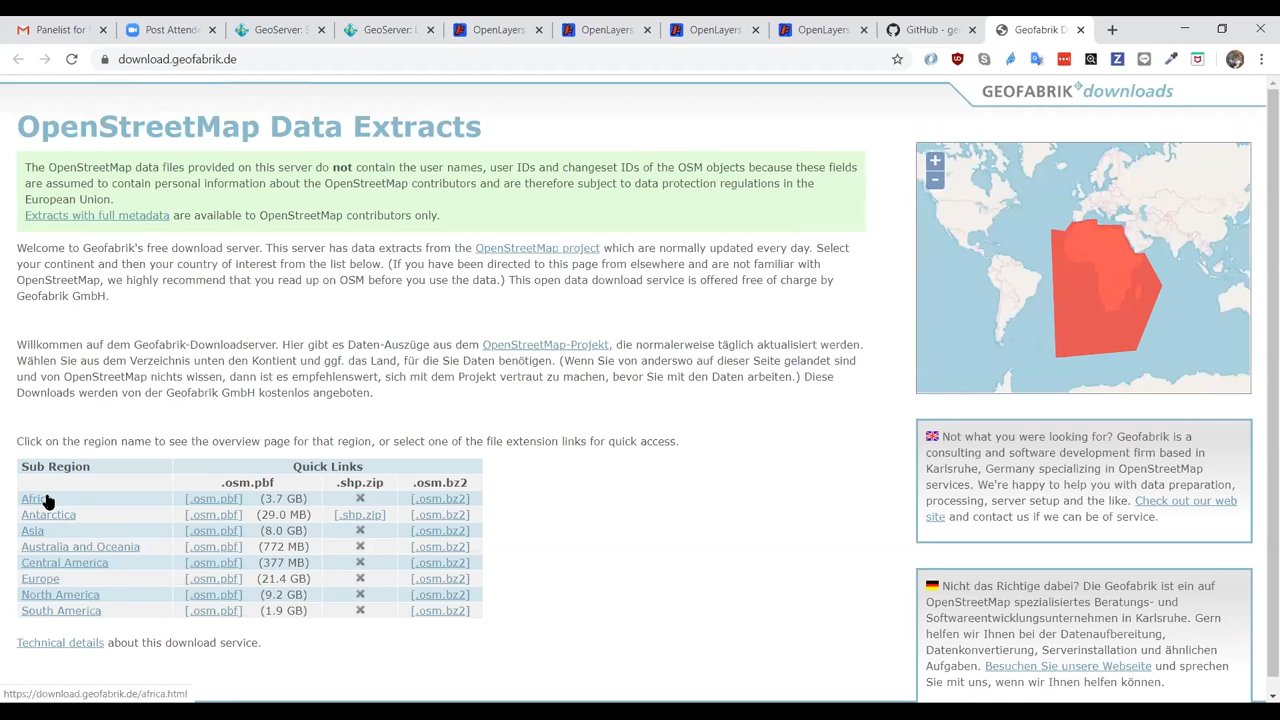 Panelist for
Post Attend
GeoServer: S
GeoServer: L
OpenLayers
OpenLayers
OpenLayers
OpenLayers
GitHub - ge
Geofabrik D
download.geofabrik.de
GEOFABRIK downloads
OpenStreetMap Data Extracts
The OpenStreetMap data files provided on this server do not contain the user names, user IDs and changeset IDs of the OSM objects because these fields
are assumed to contain personal information about the OpenStreetMap contributors and are therefore subject to data protection regulations in the
European Union.
Extracts with full metadata are available to OpenStreetMap contributors only.
Welcome to Geofabrik's free download server. This server has data extracts from the OpenStreetMap project which are normally updated every day. Select
your continent and then your country of interest from the list below. (If you have been directed to this page from elsewhere and are not familiar with
OpenStreetMap, we highly recommend that you read up on OSM before you use the data.) This open data download service is offered free of charge by
Geofabrik GmbH.
Willkommen auf dem Geofabrik-Downloadserver. Hier gibt es Daten-Auszüge aus dem OpenStreetMap-Projekt, die normalerweise täglich aktualisiert werden.
Wählen Sie aus dem Verzeichnis unten den Kontient und ggf. das Land, für die Sie Daten benötigen. (Wenn Sie von anderswo auf dieser Seite gelandet sind
und von OpenStreetMap nichts wissen, dann ist es empfehlenswert, sich mit dem Projekt vertraut zu machen, bevor Sie mit den Daten arbeiten.) Diese
Downloads werden von der Geofabrik GmbH kostenlos angeboten.
Click on the region name to see the overview page for that region, or select one of the file extension links for quick access.
Sub Region Quick Links
.osm.pbf .shp.zip .osm.bz2
Afri [.osm.pbf] (3.7 GB) ✖ [.osm.bz2]
Antarctica [.osm.pbf] (29.0 MB) [.shp.zip] [.osm.bz2]
Asia [.osm.pbf] (8.0 GB) ✖ [.osm.bz2]
Australia and Oceania [.osm.pbf] (772 MB) ✖ [.osm.bz2]
Central America [.osm.pbf] (377 MB) ✖ [.osm.bz2]
Europe [.osm.pbf] (21.4 GB) ✖ [.osm.bz2]
North America [.osm.pbf] (9.2 GB) ✖ [.osm.bz2]
South America [.osm.pbf] (1.9 GB) ✖ [.osm.bz2]
Technical details about this download service.
https://download.geofabrik.de/africa.html
+
-
Not what you were looking for? Geofabrik is a
consulting and software development firm based in
Karlsruhe, Germany specializing in OpenStreetMap
services. We're happy to help you with data preparation,
processing, server setup and the like. Check out our web
site and contact us if we can be of service.
Nicht das Richtige dabei? Die Geofabrik ist ein auf
OpenStreetMap spezialisiertes Beratungs- und
Softwareentwicklungsunternehmen in Karlsruhe. Gern
helfen wir Ihnen bei der Datenaufbereitung,
Datenkonvertierung, Serverinstallation und ähnlichen
Aufgaben. Besuchen Sie unsere Webseite und sprechen
Sie mit uns, wenn wir Ihnen helfen können.